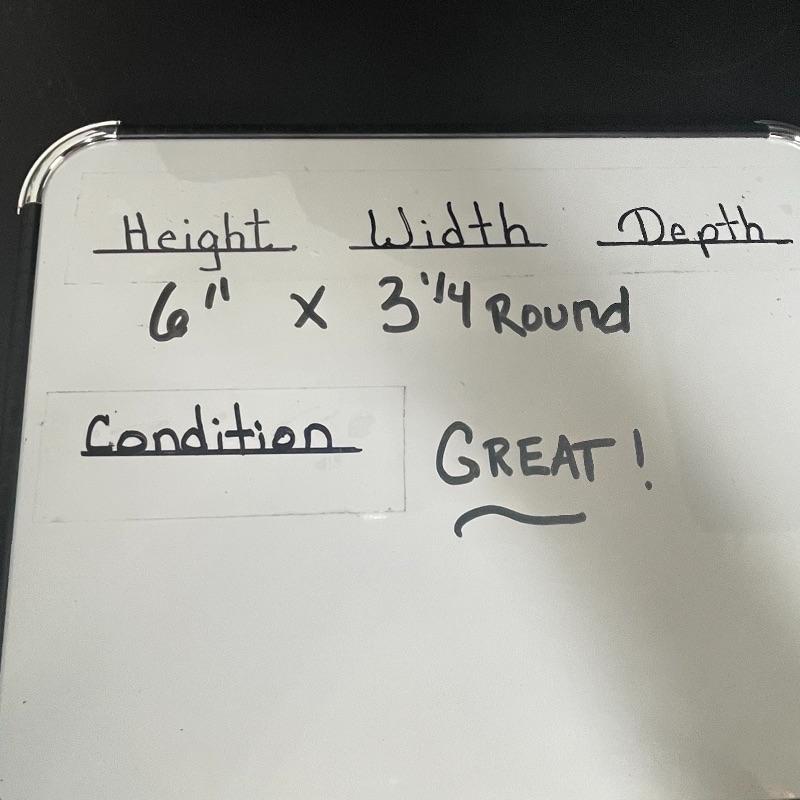 Height Width Depth
6" x 3 1/4 Round
Condition GREAT!